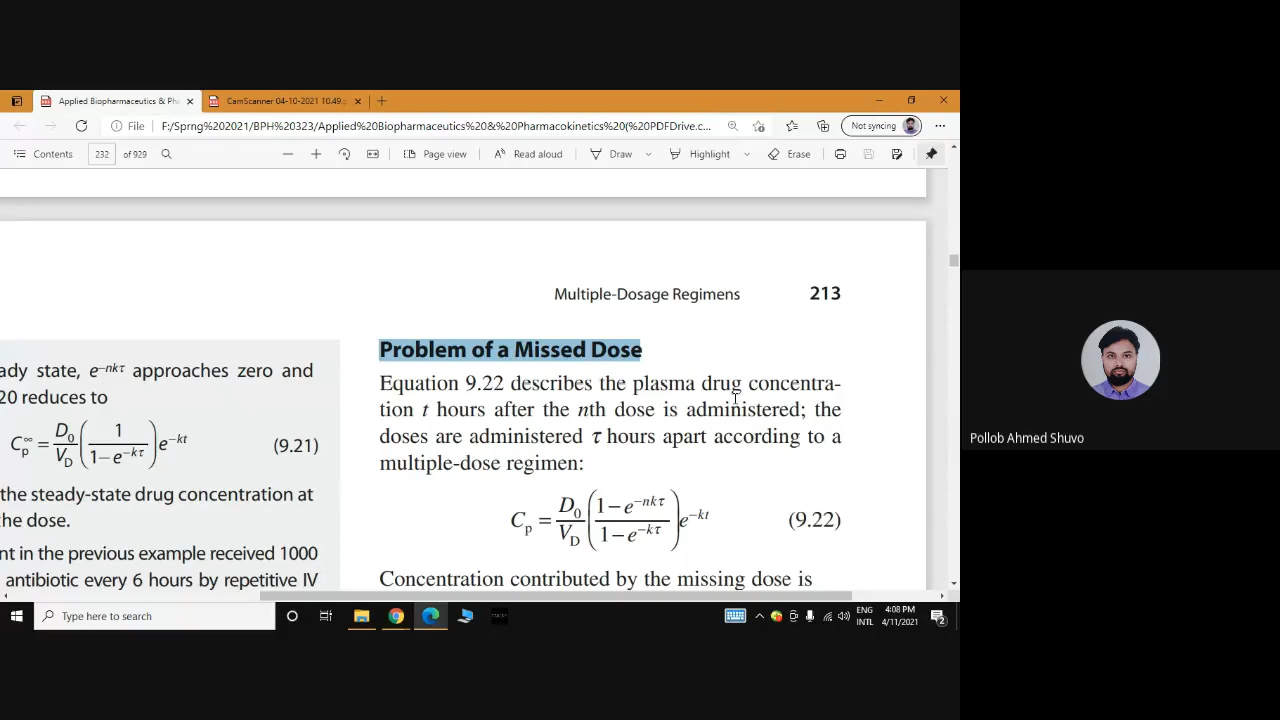 Applied Biopharmaceutics & Pha
CamScanner 04-10-2021 10.49.
File
F:/Sprng%202021/BPH%20323/Applied%20Biopharmaceutics%20&%20Pharmacokinetics%20(%20PDFDrive.c...
Not syncing
Contents
232
of 929
Page view
Read aloud
Draw
Highlight
Erase
Multiple-Dosage Regimens 213
ady state, e^−nkτ approaches zero and
20 reduces to
C_p^∞ = D_0/V_D (1/(1−e^−kτ)) e^−kt (9.21)
the steady-state drug concentration at
he dose.
nt in the previous example received 1000
antibiotic every 6 hours by repetitive IV
Problem of a Missed Dose
Equation 9.22 describes the plasma drug concentra-
tion t hours after the nth dose is administered; the
doses are administered τ hours apart according to a
multiple-dose regimen:
C_p = D_0/V_D ((1−e^−nkτ)/(1−e^−kτ)) e^−kt (9.22)
Concentration contributed by the missing dose is
Pollob Ahmed Shuvo
Type here to search
ENG
INTL
4:08 PM
4/11/2021
2